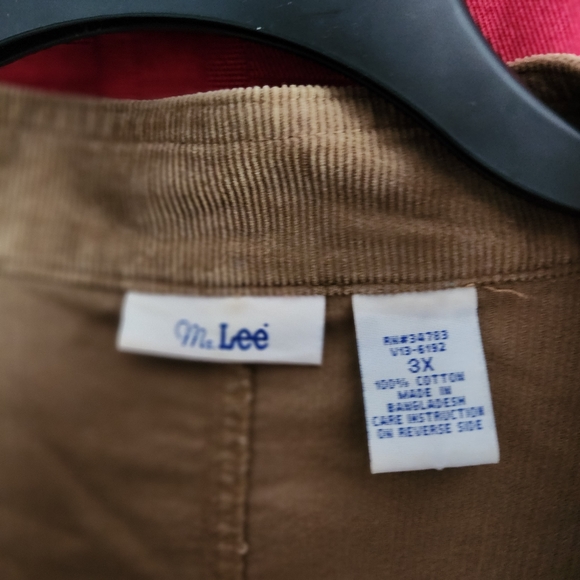 Ms. Lee
RN#34783
V13-6192
3X
100% COTTON
MADE IN
BANGLADESH
CARE INSTRUCTION
ON REVERSE SIDE